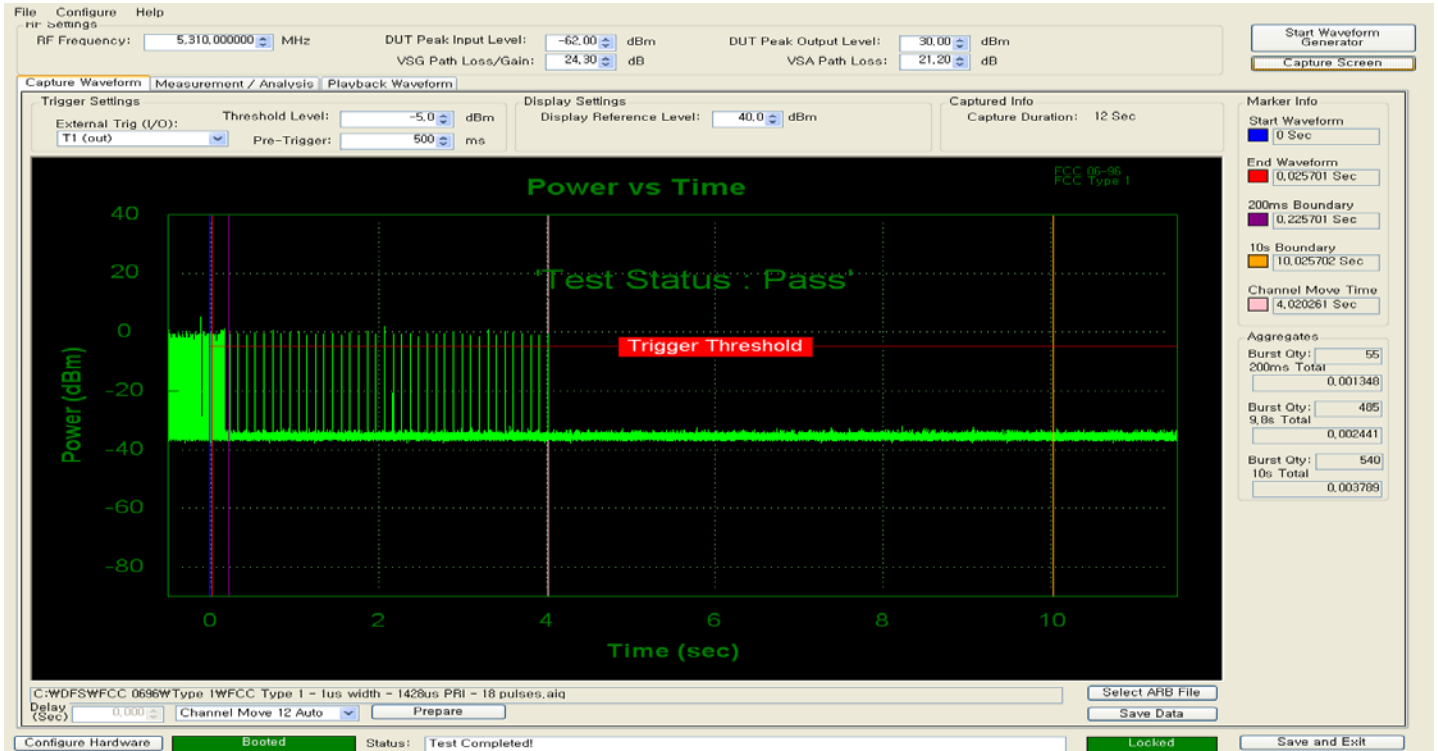 File Configure Help
RF Settings
RF Frequency: 5,310,000000 MHz DUT Peak Input Level: -62,00 dBm DUT Peak Output Level: 30,00 dBm
VSG Path Loss/Gain: 24,30 dB VSA Path Loss: 21,20 dB
Start Waveform
Generator
Capture Screen
Capture Waveform Measurement / Analysis Playback Waveform
Trigger Settings
External Trig (I/O):
T1 (out)
Threshold Level: -5,0 dBm
Pre-Trigger: 500 ms
Display Settings
Display Reference Level: 40,0 dBm
Captured Info
Capture Duration: 12 Sec
FCC 06-96
FCC Type 1
Power vs Time
'Test Status : Pass'
Trigger Threshold
Power (dBm)
40
20
0
-20
-40
-60
-80
0 2 4 6 8 10
Time (sec)
Marker Info
Start Waveform
0 Sec
End Waveform
0,025701 Sec
200ms Boundary
0,225701 Sec
10s Boundary
10,025702 Sec
Channel Move Time
4,020261 Sec
Aggregates
Burst Qty: 55
200ms Total
0,001348
Burst Qty: 485
9,8s Total
0,002441
Burst Qty: 540
10s Total
0,003789
C:₩DFS₩FCC 0696₩Type 1₩FCC Type 1 - 1us width - 1428us PRI - 18 pulses,aiq
Select ARB File
Delay
(Sec) 0,000 Channel Move 12 Auto Prepare
Save Data
Configure Hardware Booted Status: Test Completed! Locked Save and Exit